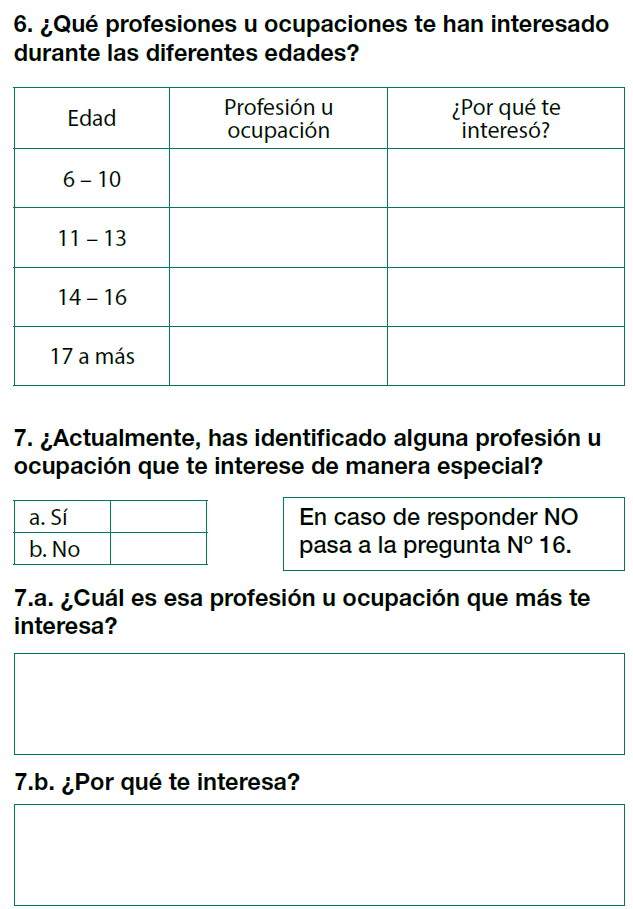 6. ¿Qué profesiones u ocupaciones te han interesado
durante las diferentes edades?
Edad
Profesión u
ocupación
¿Por qué te
interesó?
6 – 10
11 – 13
14 – 16
17 a más
7. ¿Actualmente, has identificado alguna profesión u
ocupación que te interese de manera especial?
a. Sí
b. No
En caso de responder NO
pasa a la pregunta Nº 16.
7.a. ¿Cuál es esa profesión u ocupación que más te
interesa?
7.b. ¿Por qué te interesa?